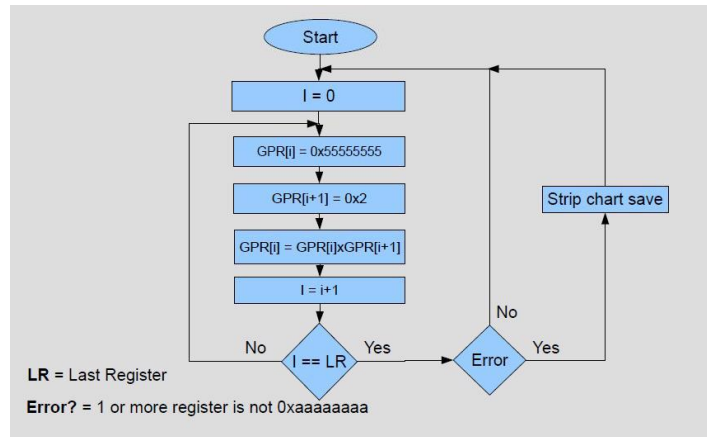 Start
I = 0
GPR[i] = 0x55555555
GPR[i+1] = 0x2
GPR[i] = GPR[i]xGPR[i+1]
I = i+1
I == LR
No
Yes
Error
No
Yes
Strip chart save
LR = Last Register
Error? = 1 or more register is not 0xaaaaaaaa